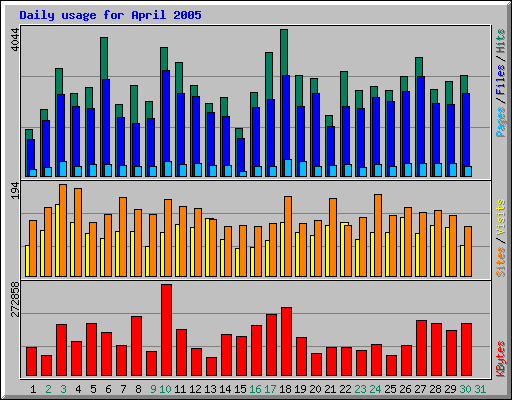 Daily usage for April 2005
4044
Pages / Files / Hits
194
Sites / Visits
272858
KBytes
1 2 3 4 5 6 7 8 9 10 11 12 13 14 15 16 17 18 19 20 21 22 23 24 25 26 27 28 29 30 31